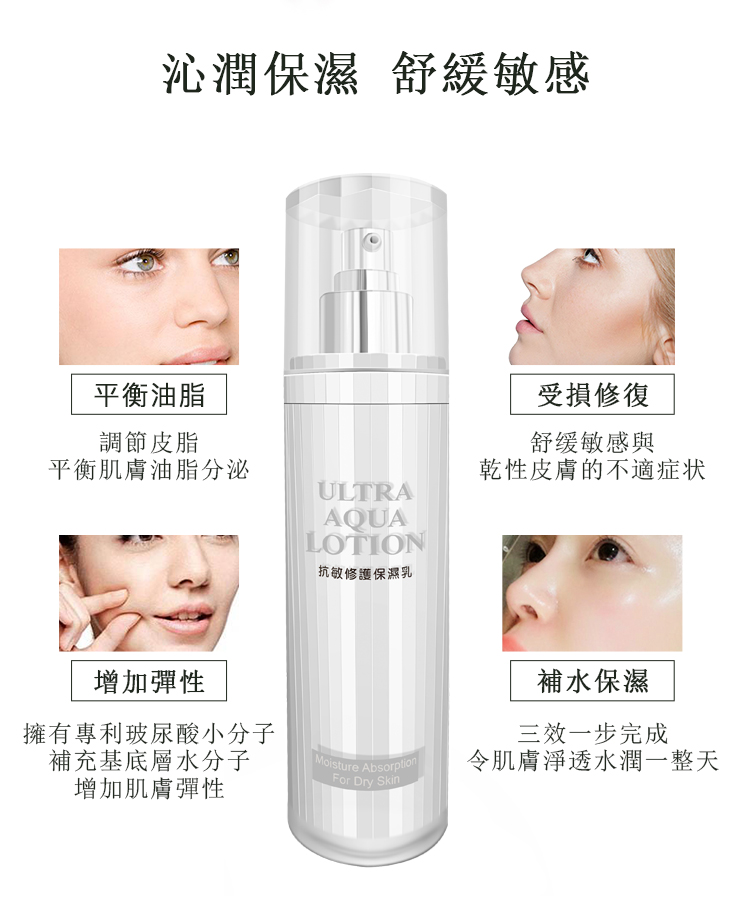 沁潤保濕 舒緩敏感
平衡油脂
調節皮脂
平衡肌膚油脂分泌
受損修復
舒缓敏感與
乾性皮膚的不適症状
ULTRA
AQUA
LOTION
抗敏修護保濕乳
增加彈性
擁有專利玻尿酸小分子
補充基底層水分子
增加肌膚彈性
補水保濕
三效一步完成
令肌膚淨透水潤一整天
Moisture Absorption
For Dry Skin